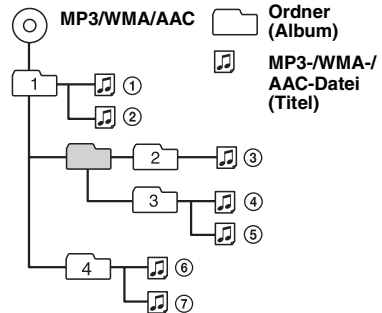 MP3/WMA/AAC
Ordner
(Album)
MP3-/WMA-/
AAC-Datei
(Titel)
1
①
②
2
③
3
④
⑤
4
⑥
⑦